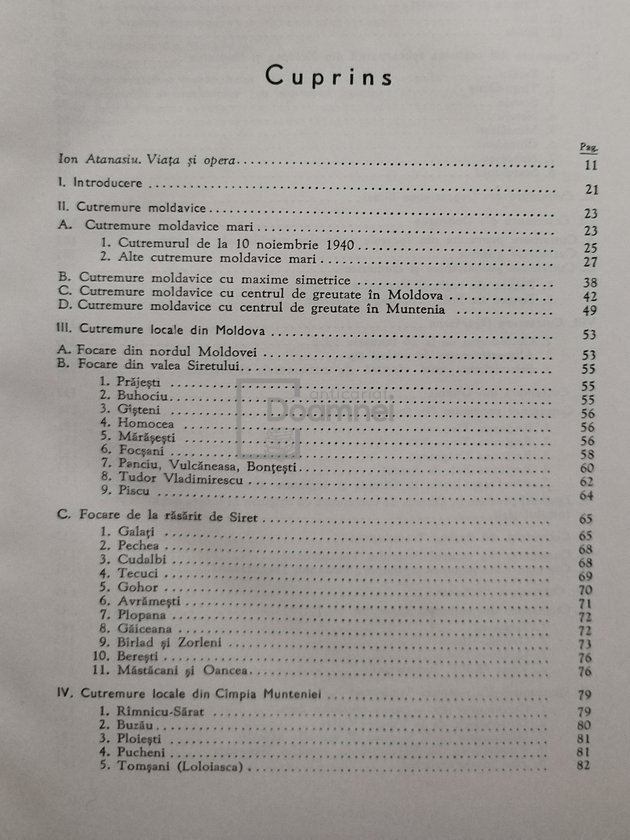 Cuprins
Pag.
Ion Atanasiu. Viața și opera 11
I. Introducere 21
II. Cutremure moldavice 23
A. Cutremure moldavice mari 23
1. Cutremurul de la 10 noiembrie 1940 25
2. Alte cutremure moldavice mari 27
B. Cutremure moldavice cu maxime simetrice 38
C. Cutremure moldavice cu centrul de greutate în Moldova 42
D. Cutremure moldavice cu centrul de greutate în Muntenia 49
III. Cutremure locale din Moldova 53
A. Focare din nordul Moldovei 53
B. Focare din valea Siretului 55
1. Prăjești 55
2. Buhociu 55
3. Gîșteni 56
4. Homocea 56
5. Mărășești 56
6. Focșani 58
7. Panciu, Vulcăneasa, Bonțești 60
8. Tudor Vladimirescu 62
9. Piscu 64
anticariat
Doamnei
C. Focare de la răsărit de Siret 65
1. Galați 65
2. Pechea 68
3. Cudalbi 68
4. Tecuci 69
5. Gohor 70
6. Avrămești 71
7. Plopana 72
8. Găiceana 72
9. Bîrlad și Zorleni 73
10. Berești 76
11. Măstăcani și Oancea 76
IV. Cutremure locale din Cîmpia Munteniei 79
1. Rîmnicu-Sărat 79
2. Buzău 80
3. Ploiești 81
4. Pucheni 81
5. Tomșani (Loloiasca) 82